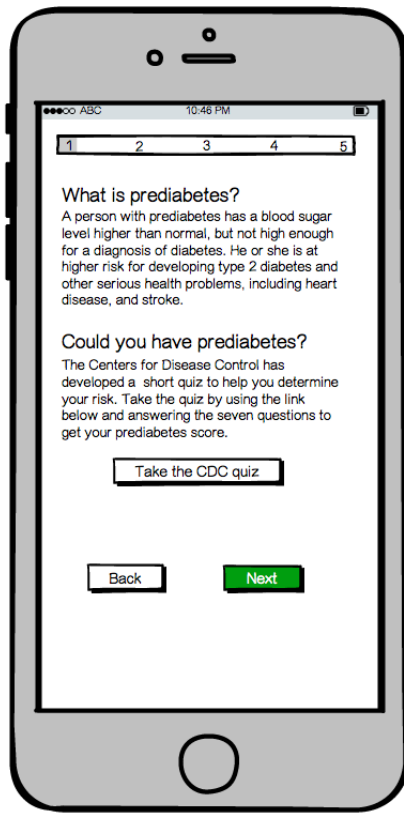 ABC 10:46 PM
1 2 3 4 5
What is prediabetes?
A person with prediabetes has a blood sugar
level higher than normal, but not high enough
for a diagnosis of diabetes. He or she is at
higher risk for developing type 2 diabetes and
other serious health problems, including heart
disease, and stroke.
Could you have prediabetes?
The Centers for Disease Control has
developed a short quiz to help you determine
your risk. Take the quiz by using the link
below and answering the seven questions to
get your prediabetes score.
Take the CDC quiz
Back Next